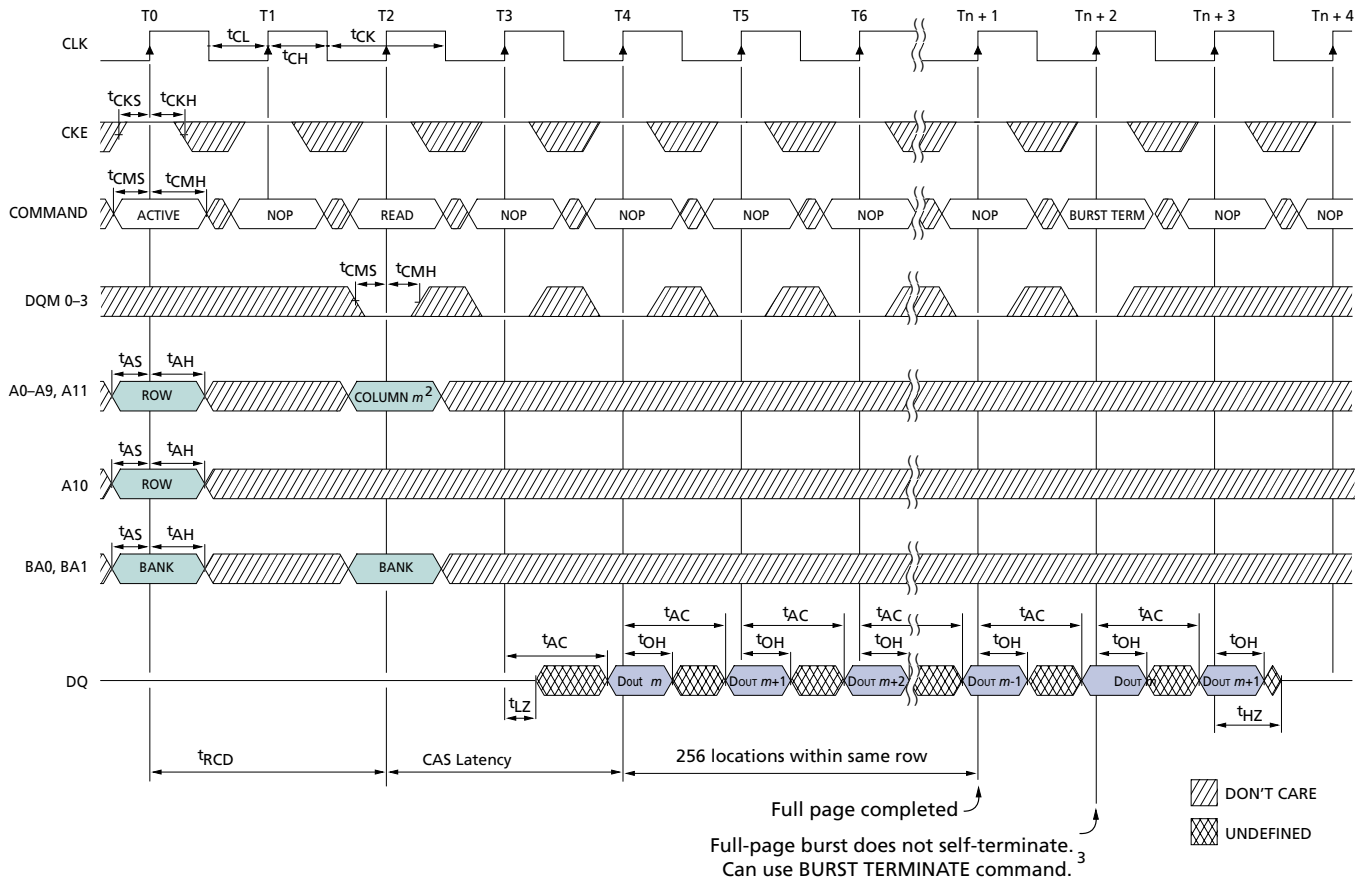 T0 T1 T2 T3 T4 T5 T6 Tn + 1 Tn + 2 Tn + 3 Tn + 4
CLK
tCL tCK
tCH
tCKS tCKH
CKE
tCMS tCMH
COMMAND ACTIVE NOP READ NOP NOP NOP NOP NOP BURST TERM NOP NOP
tCMS tCMH
DQM 0–3
tAS tAH
A0–A9, A11 ROW COLUMN m2
tAS tAH
A10 ROW
tAS tAH
BA0, BA1 BANK BANK
tAC tAC tAC tAC tAC tAC
tOH tOH tOH tOH tOH tOH
DQ Dout m DOUT m+1 DOUT m+2 DOUT m-1 DOUT m DOUT m+1
tLZ tHZ
tRCD CAS Latency 256 locations within same row
Full page completed
DON'T CARE
UNDEFINED
Full-page burst does not self-terminate.
Can use BURST TERMINATE command. 3